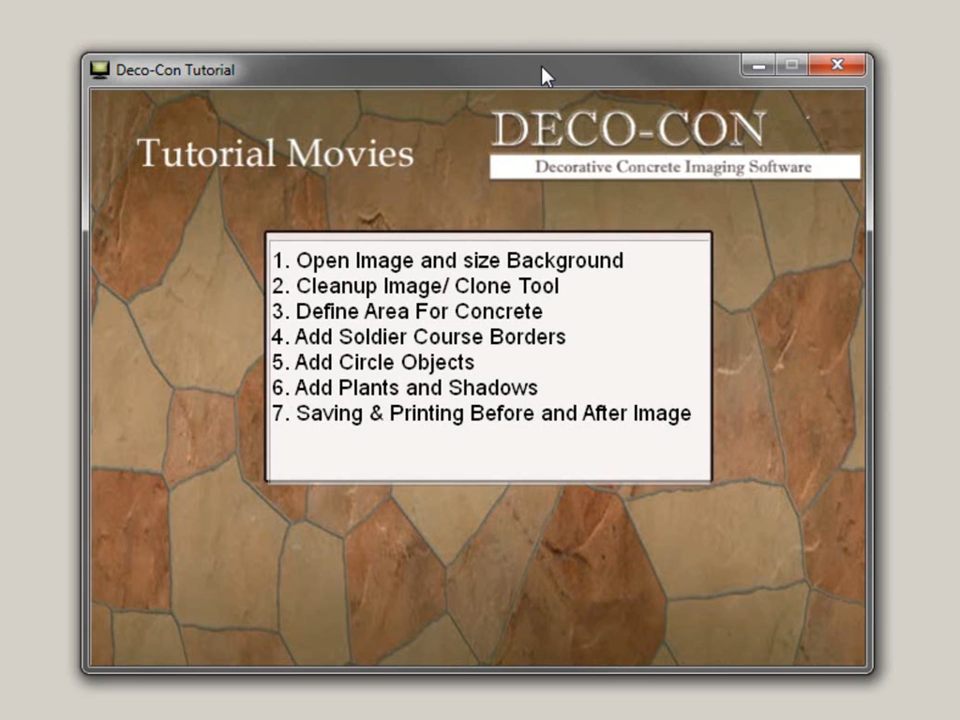 Deco-Con Tutorial
Tutorial Movies
DECO-CON
Decorative Concrete Imaging Software
1. Open Image and size Background
2. Cleanup Image/ Clone Tool
3. Define Area For Concrete
4. Add Soldier Course Borders
5. Add Circle Objects
6. Add Plants and Shadows
7. Saving & Printing Before and After Image